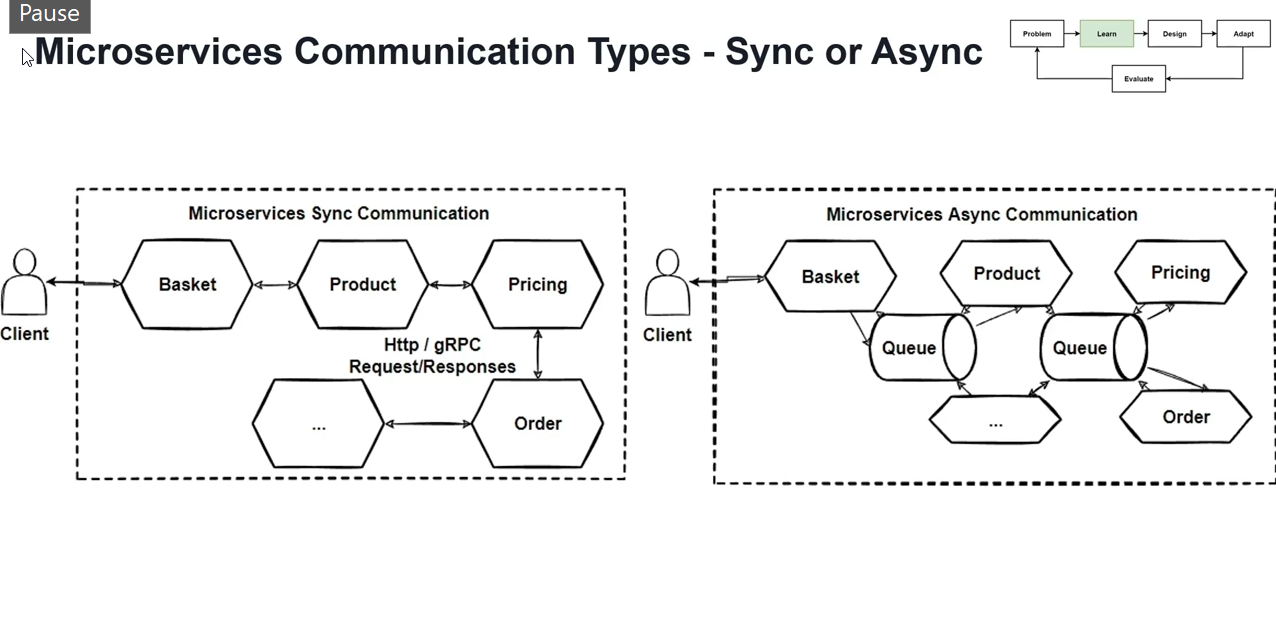 Pause
Microservices Communication Types - Sync or Async
Problem
Learn
Design
Adapt
Evaluate
Microservices Sync Communication
Client
Basket
Product
Pricing
Http / gRPC
Request/Responses
...
Order
Microservices Async Communication
Client
Basket
Product
Pricing
Queue
Queue
...
Order